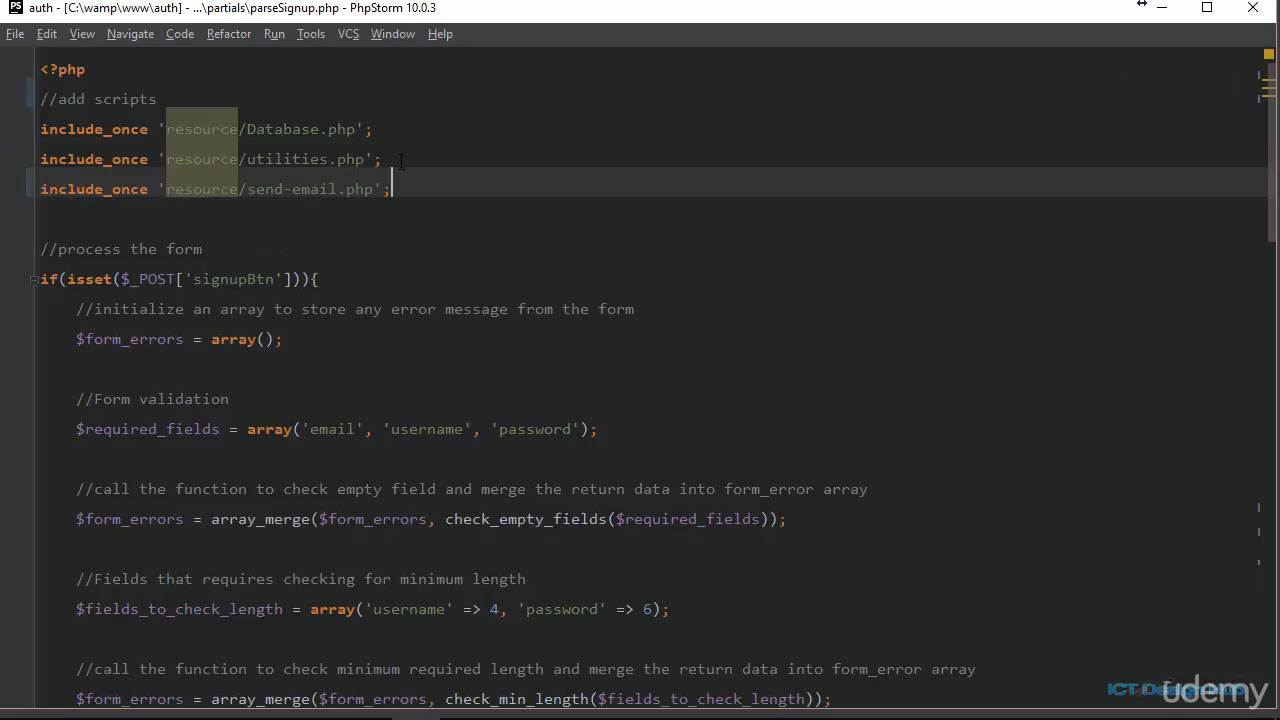 auth - [C:\wamp\www\auth] - ...\partials\parseSignup.php - PhpStorm 10.0.3
File Edit View Navigate Code Refactor Run Tools VCS Window Help
<?php
//add scripts
include_once 'resource/Database.php';
include_once 'resource/utilities.php';
include_once 'resource/send-email.php';
//process the form
if(isset($_POST['signupBtn'])){
//initialize an array to store any error message from the form
$form_errors = array();
//Form validation
$required_fields = array('email', 'username', 'password');
//call the function to check empty field and merge the return data into form_error array
$form_errors = array_merge($form_errors, check_empty_fields($required_fields));
//Fields that requires checking for minimum length
$fields_to_check_length = array('username' => 4, 'password' => 6);
//call the function to check minimum required length and merge the return data into form_error array
$form_errors = array_merge($form_errors, check_min_length($fields_to_check_length));
ICT Design Hub
udemy